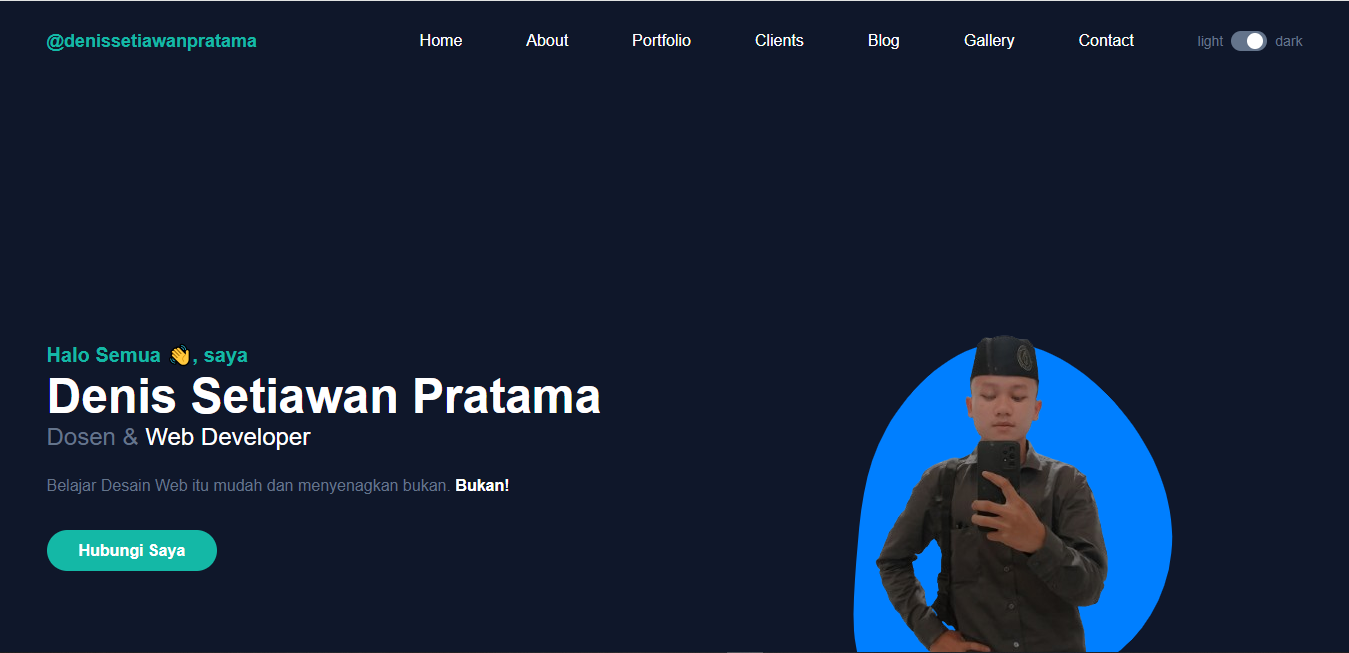 @denissetiawanpratama Home About Portfolio Clients Blog Gallery Contact light dark
Halo Semua 👋, saya
Denis Setiawan Pratama
Dosen & Web Developer
Belajar Desain Web itu mudah dan menyenagkan bukan. Bukan!
Hubungi Saya